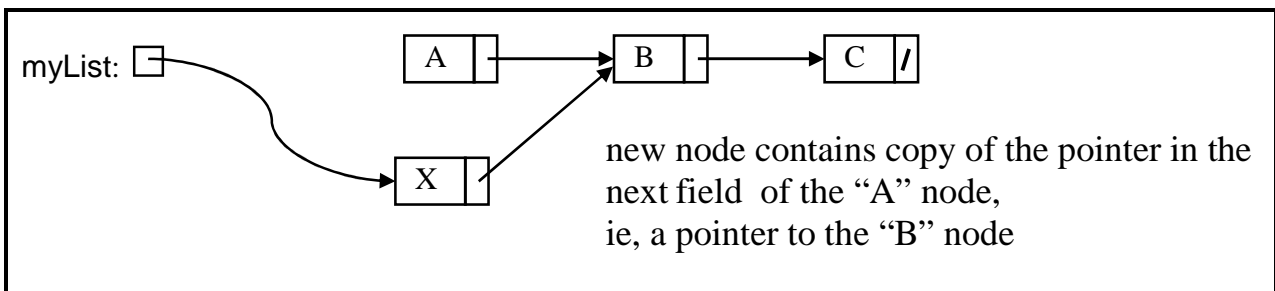 myList:
A
B
C
/
X
new node contains copy of the pointer in the
next field of the “A” node,
ie, a pointer to the “B” node